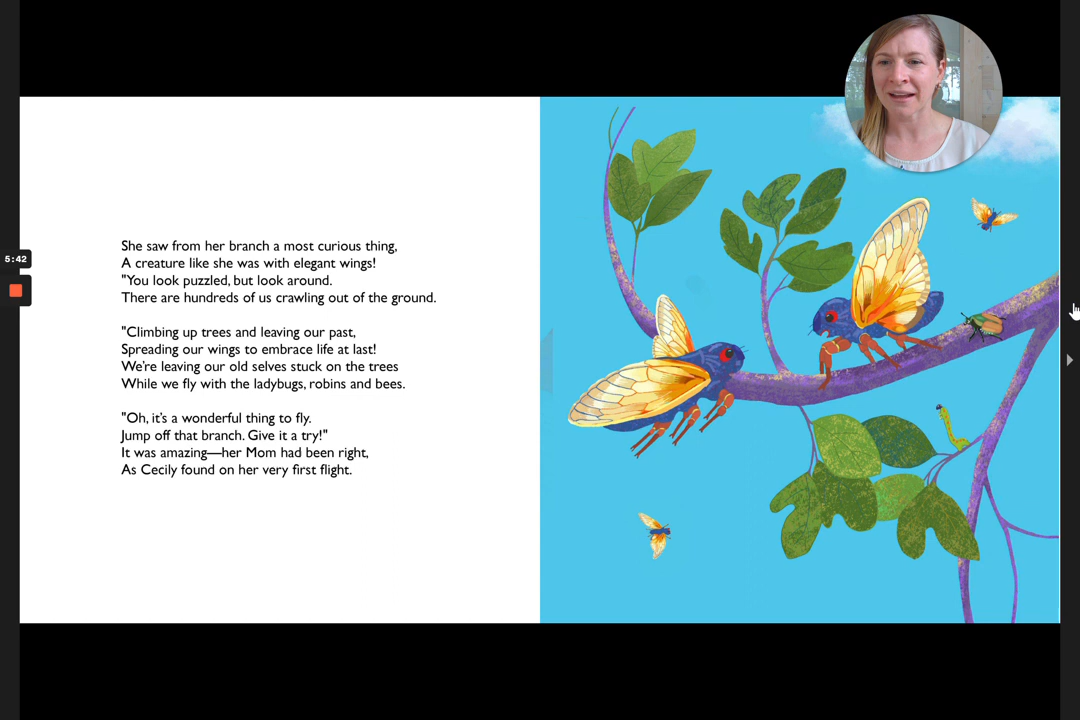 She saw from her branch a most curious thing,
A creature like she was with elegant wings!
"You look puzzled, but look around.
There are hundreds of us crawling out of the ground.
"Climbing up trees and leaving our past,
Spreading our wings to embrace life at last!
We’re leaving our old selves stuck on the trees
While we fly with the ladybugs, robins and bees.
"Oh, it’s a wonderful thing to fly.
Jump off that branch. Give it a try!"
It was amazing—her Mom had been right,
As Cecily found on her very first flight.
5:42